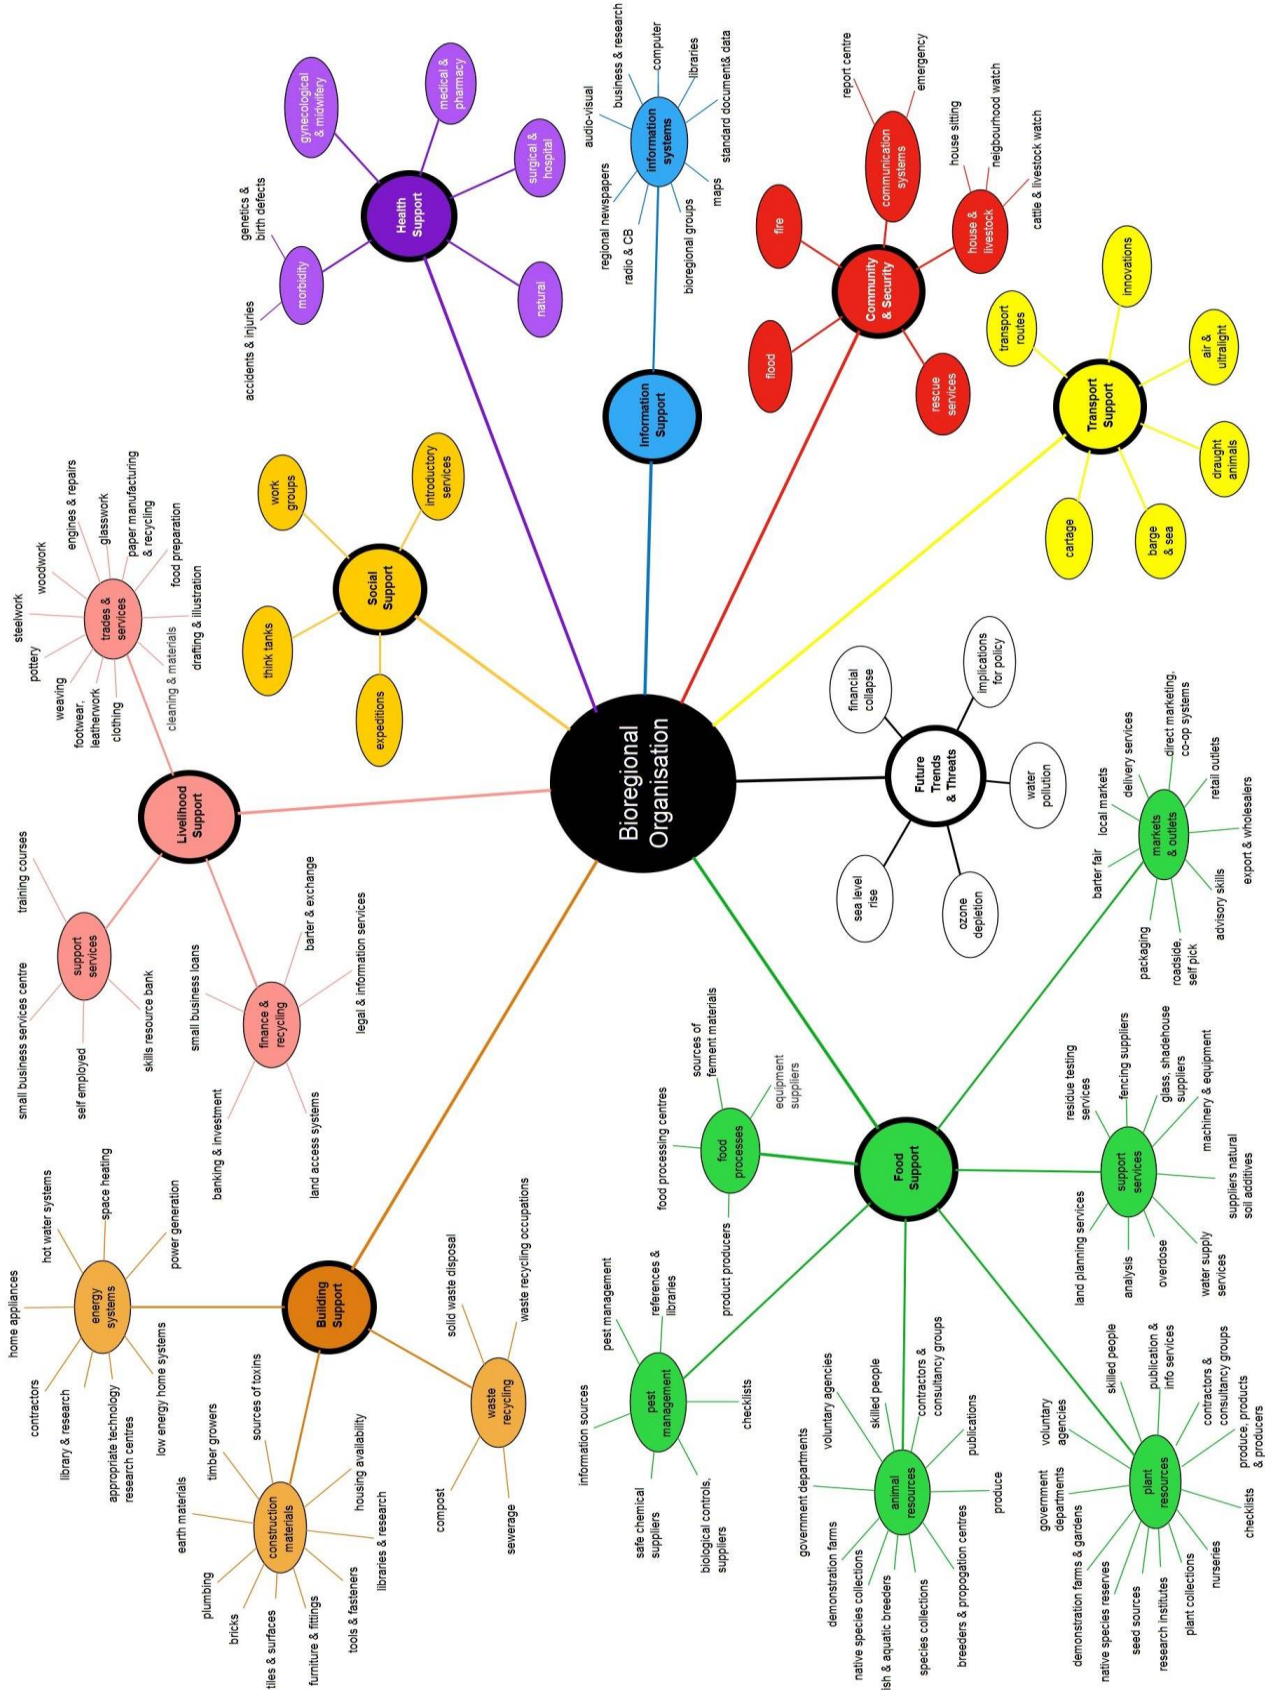 Bioregional
Organisation
Building
Support
energy
systems
home appliances
hot water systems
space heating
power generation
contractors
library & research
appropriate technology
research centres
low energy home systems
construction
materials
earth materials
timber growers
sources of toxins
plumbing
bricks
tiles & surfaces
furniture & fittings
tools & fasteners
libraries & research
housing availability
waste
recycling
solid waste disposal
waste recycling occupations
compost
sewerage
Livelihood
Support
support
services
small business services centre
training courses
self employed
skills resource bank
finance &
recycling
small business loans
barter & exchange
legal & information services
banking & investment
land access systems
trades &
services
steelwork
woodwork
engines & repairs
glasswork
paper manufacturing
& recycling
food preparation
drafting & illustration
cleaning & materials
clothing
footwear,
leatherwork
weaving
pottery
Social
Support
think tanks
work
groups
introductory
services
expeditions
Health
Support
morbidity
genetics &
birth defects
accidents & injuries
gynecological
& midwifery
medical &
pharmacy
surgical &
hospital
natural
Information
Support
information
systems
audio-visual
business & research
computer
libraries
standard document& data
maps
bioregional groups
radio & CB
regional newspapers
Community
& Security
flood
fire
communication
systems
report centre
emergency
house &
livestock
house sitting
neigbourhood watch
cattle & livestock watch
rescue
services
Transport
Support
transport
routes
innovations
air &
ultralight
draught
animals
barge
& sea
cartage
Future
Trends
& Threats
financial
collapse
implications
for policy
water
pollution
ozone
depletion
sea level
rise
Food
Support
food
processes
food processing centres
sources of
ferment materials
equipment
suppliers
product producers
pest
management
information sources
pest management
references &
libraries
checklists
biological controls,
suppliers
safe chemical
suppliers
animal
resources
government departments
voluntary agencies
skilled people
contractors &
consultancy groups
publications
produce
breeders & propogation centres
species collections
ish & aquatic breeders
native species collections
demonstration farms
plant
resources
government
departments
voluntary
agencies
skilled people
publication &
info services
contractors &
consultancy groups
produce, products
& producers
checklists
nurseries
plant collections
research institutes
seed sources
native species reserves
demonstration farms & gardens
support
services
land planning services
residue testing
services
fencing suppliers
glass, shadehouse
suppliers
machinery & equipment
suppliers natural
soil additives
water supply
services
overdose
analysis
markets
& outlets
barter fair
local markets
delivery services
direct marketing,
co-op systems
retail outlets
export & wholesalers
advisory skills
roadside,
self pick
packaging